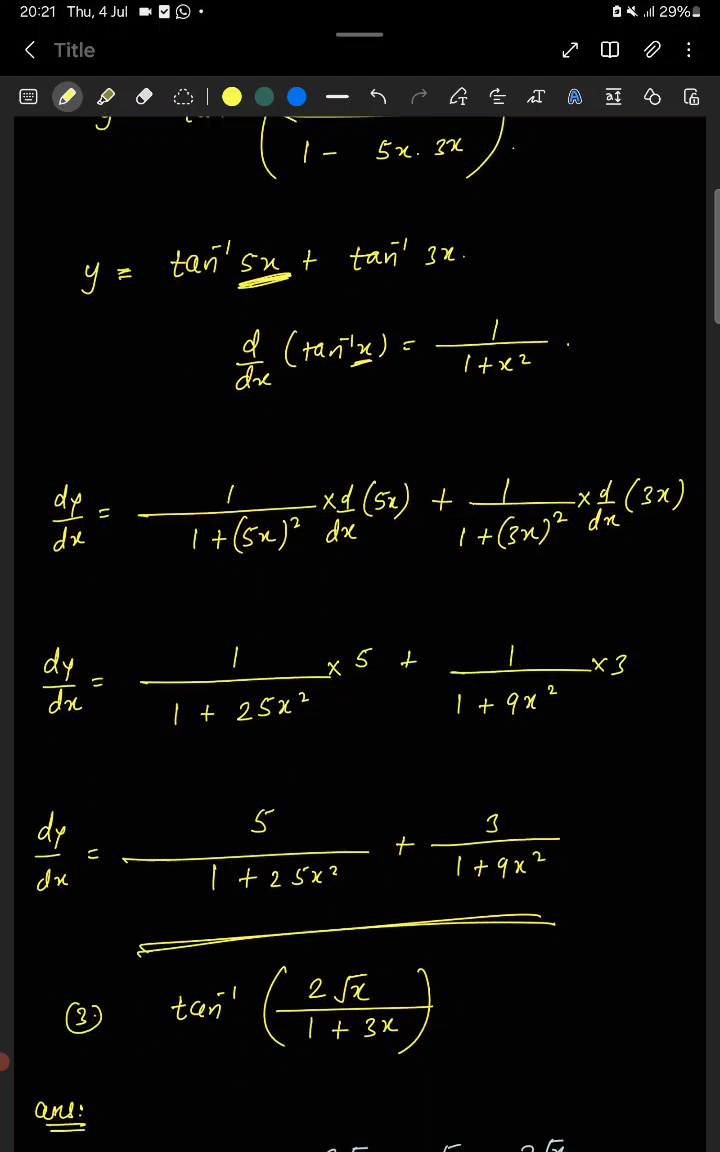 20:21 Thu, 4 Jul • 29%
Title
y tan
1 - 5x. 3x .
y = tan⁻¹ 5x + tan⁻¹ 3x.
d/dx (tan⁻¹x) = 1/(1+x²) .
dy/dx = 1/(1+(5x)²) × d/dx (5x) + 1/(1+(3x)²) × d/dx (3x)
dy/dx = 1/(1 + 25x²) × 5 + 1/(1 + 9x²) × 3
dy/dx = 5/(1 + 25x²) + 3/(1+9x²)
(3.) tan⁻¹ (2√x/(1 + 3x))
ans: